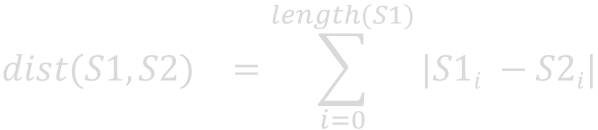 length(S1)
dist(S1,S2) = ∑ |S1ᵢ − S2ᵢ|
i=0